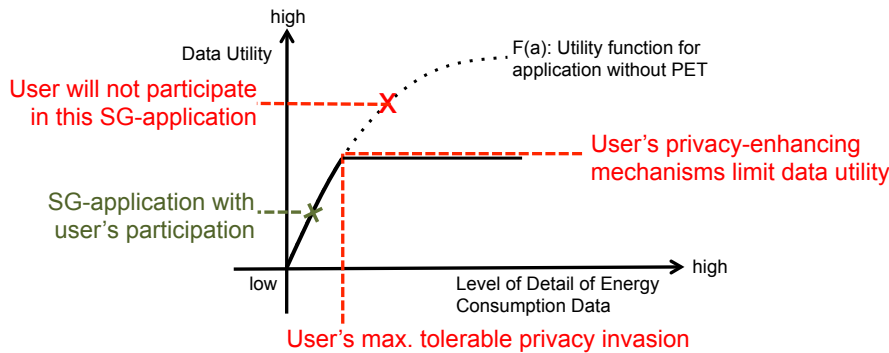 high
Data Utility
F(a): Utility function for
application without PET
User will not participate
in this SG-application
User's privacy-enhancing
mechanisms limit data utility
SG-application with
user's participation
high
low
Level of Detail of Energy
Consumption Data
User's max. tolerable privacy invasion